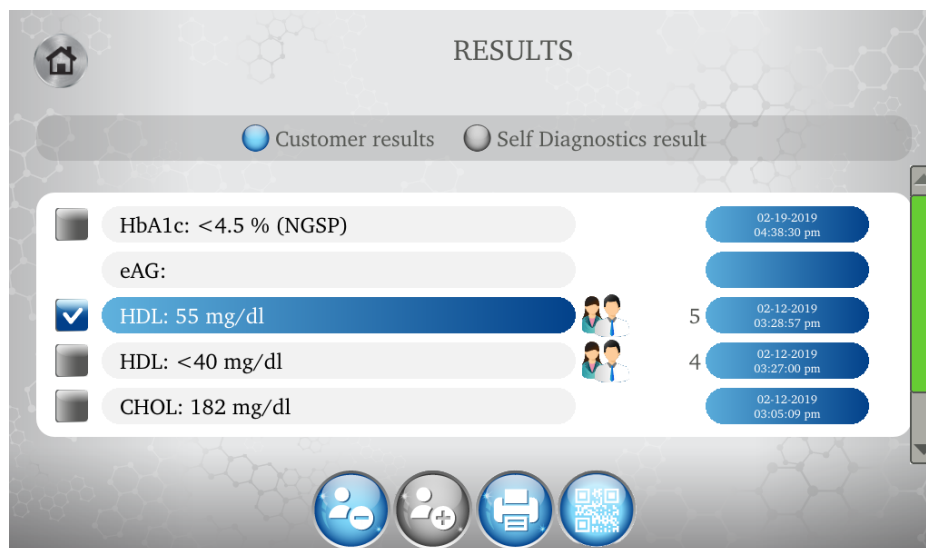 RESULTS
Customer results
Self Diagnostics result
HbA1c: <4.5 % (NGSP)
02-19-2019
04:38:30 pm
eAG:
HDL: 55 mg/dl
5
02-12-2019
03:28:57 pm
HDL: <40 mg/dl
4
02-12-2019
03:27:00 pm
CHOL: 182 mg/dl
02-12-2019
03:05:09 pm